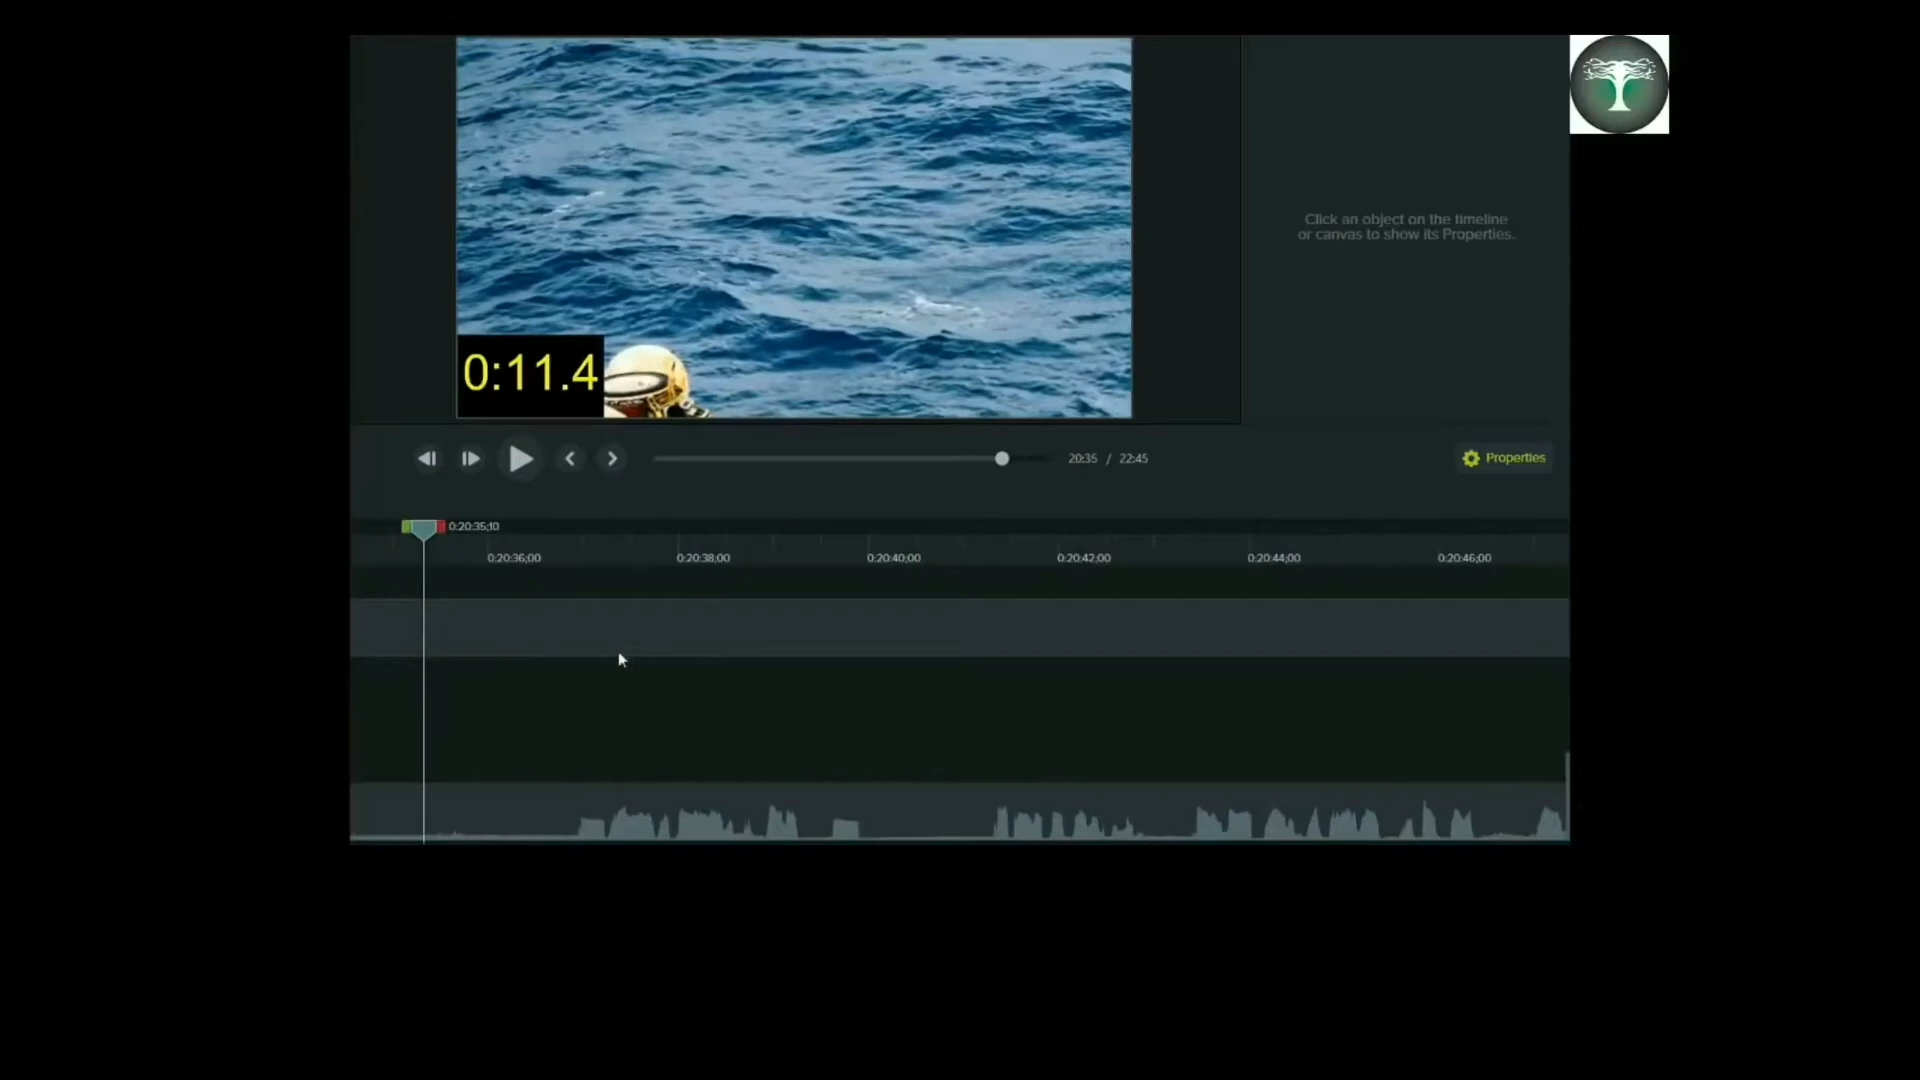 Click an object on the timeline
or canvas to show its Properties.
0:11.4
20:35 / 22:45
Properties
0:20:35;10
0:20:36;00
0:20:38;00
0:20:40;00
0:20:42;00
0:20:44;00
0:20:46;00